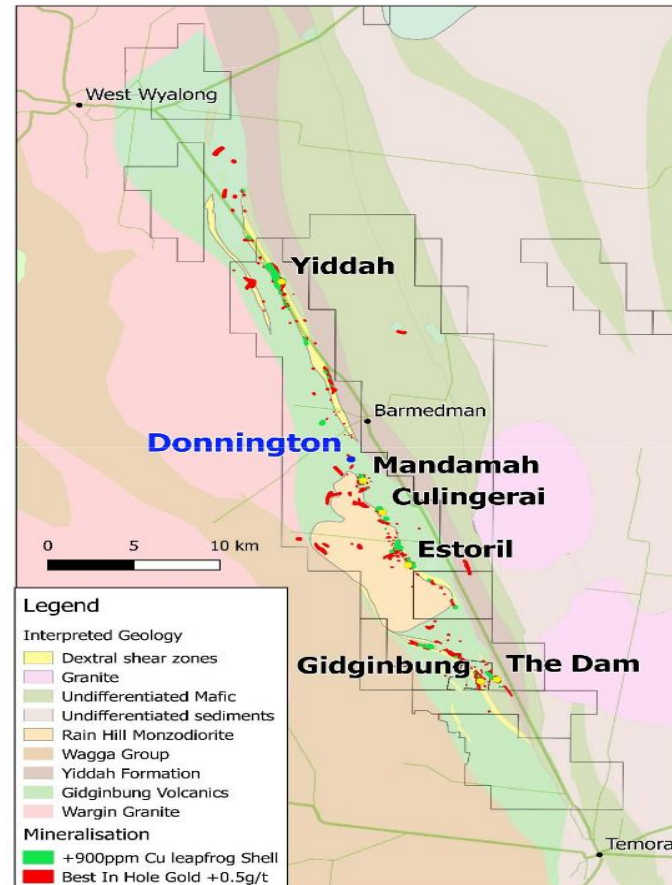 West Wyalong
Yiddah
Barmedman
Donnington
Mandamah
Culingerai
Estoril
0 5 10 km
Gidginbung The Dam
Temora
Legend
Interpreted Geology
Dextral shear zones
Granite
Undifferentiated Mafic
Undifferentiated sediments
Rain Hill Monzodiorite
Wagga Group
Yiddah Formation
Gidginbung Volcanics
Wargin Granite
Mineralisation
+900ppm Cu leapfrog Shell
Best In Hole Gold +0.5g/t